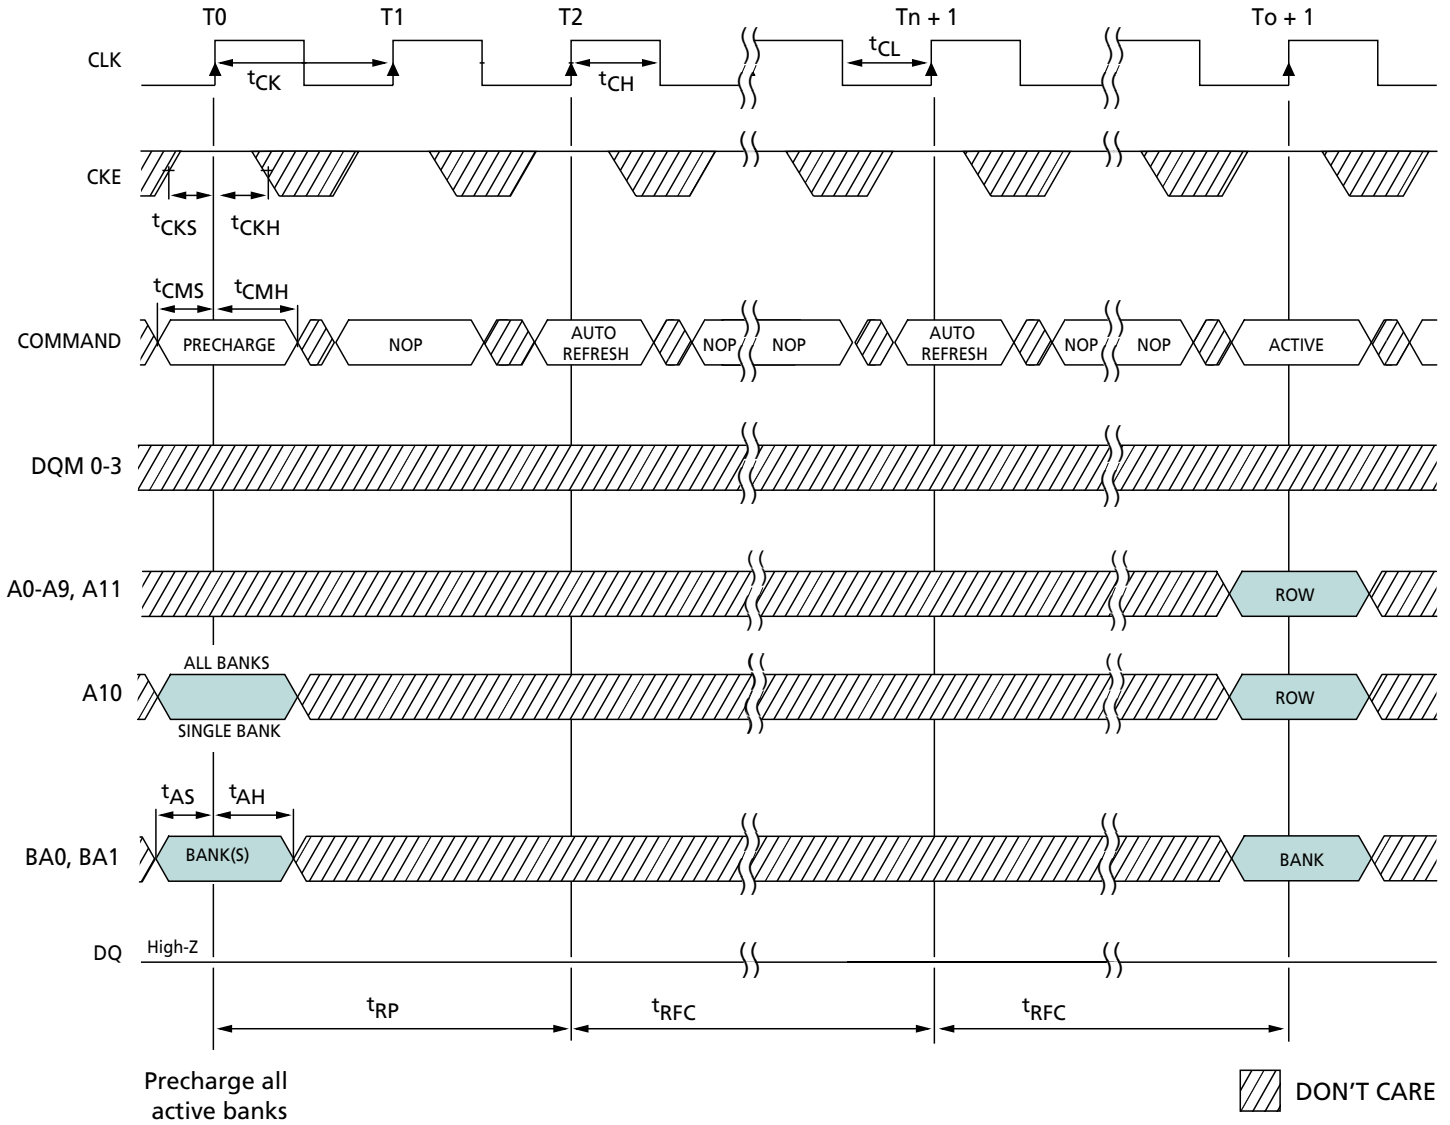 T0 T1 T2 Tn + 1 To + 1
CLK
tCK tCH tCL
CKE
tCKS tCKH
tCMS tCMH
COMMAND PRECHARGE NOP AUTO REFRESH NOP NOP AUTO REFRESH NOP NOP ACTIVE
DQM 0-3
A0-A9, A11 ROW
ALL BANKS
A10 ROW
SINGLE BANK
tAS tAH
BA0, BA1 BANK(S) BANK
DQ High-Z
tRP tRFC tRFC
Precharge all
active banks
DON'T CARE